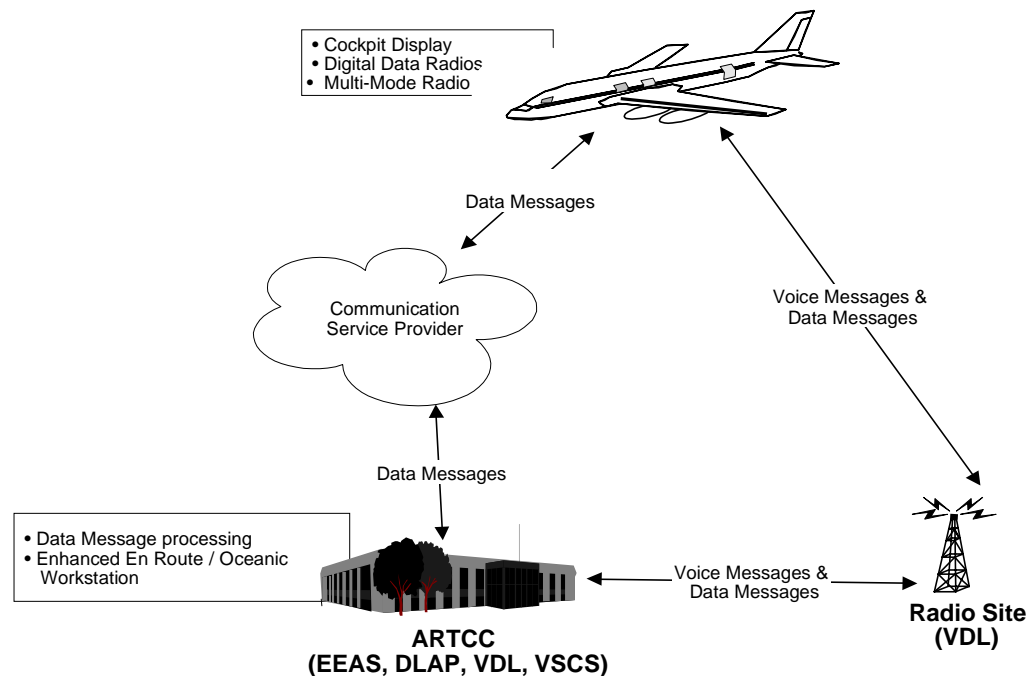 • Cockpit Display
• Digital Data Radios
• Multi-Mode Radio
Data Messages
Communication
Service Provider
Voice Messages &
Data Messages
Data Messages
• Data Message processing
• Enhanced En Route / Oceanic
Workstation
Voice Messages &
Data Messages
ARTCC
(EEAS, DLAP, VDL, VSCS)
Radio Site
(VDL)